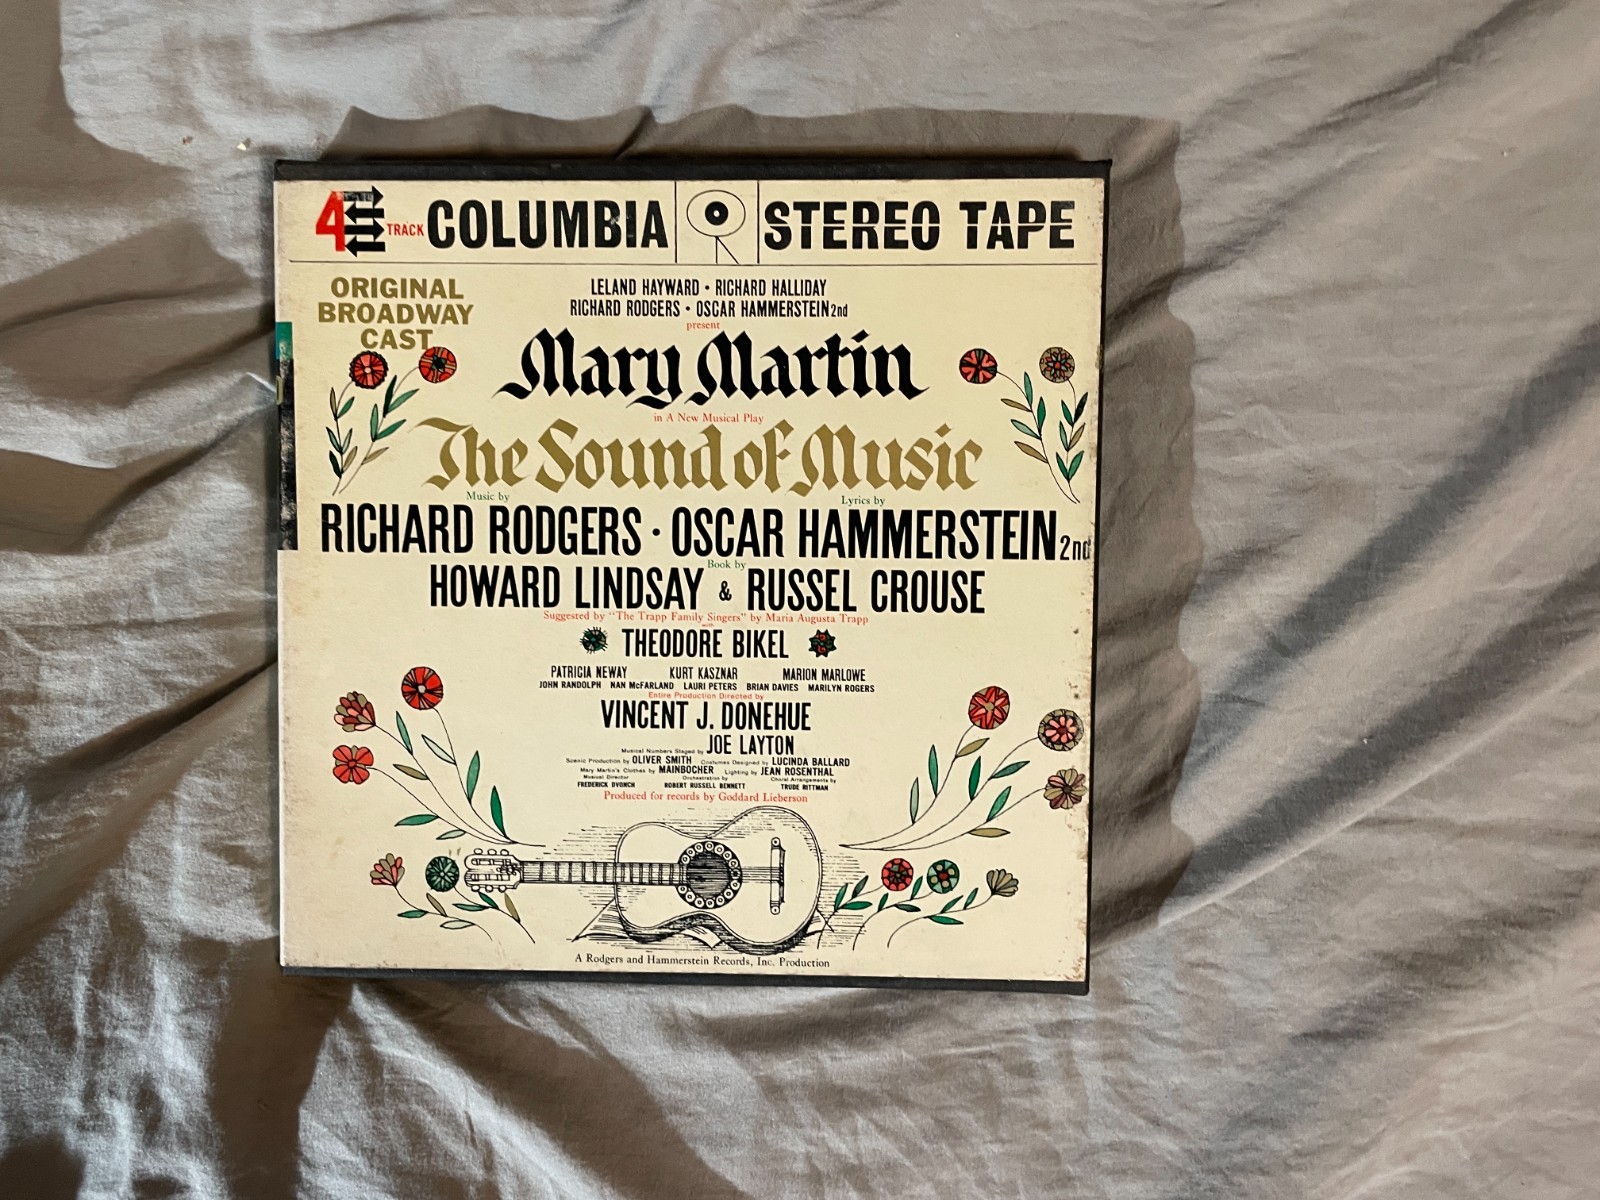 4 TRACK COLUMBIA STEREO TAPE
ORIGINAL
BROADWAY
CAST
LELAND HAYWARD • RICHARD HALLIDAY
RICHARD RODGERS • OSCAR HAMMERSTEIN 2nd
present
Mary Martin
in A New Musical Play
The Sound of Music
Music by Lyrics by
RICHARD RODGERS • OSCAR HAMMERSTEIN 2nd
Book by
HOWARD LINDSAY & RUSSEL CROUSE
Suggested by "The Trapp Family Singers" by Maria Augusta Trapp
with
THEODORE BIKEL
PATRICIA NEWAY KURT KASZNAR MARION MARLOWE
JOHN RANDOLPH NAN McFARLAND LAURI PETERS BRIAN DAVIES MARILYN ROGERS
Entire Production Directed by
VINCENT J. DONEHUE
Musical Numbers Staged by JOE LAYTON
Scenic Production by OLIVER SMITH Costumes Designed by LUCINDA BALLARD
Mary Martin's Clothes by MAINBOCHER Lighting by JEAN ROSENTHAL
Musical Director Orchestration by Choral Arrangements by
FREDERICK DVONCH ROBERT RUSSELL BENNETT TRUDE RITTMAN
Produced for records by Goddard Lieberson
A Rodgers and Hammerstein Records, Inc. Production